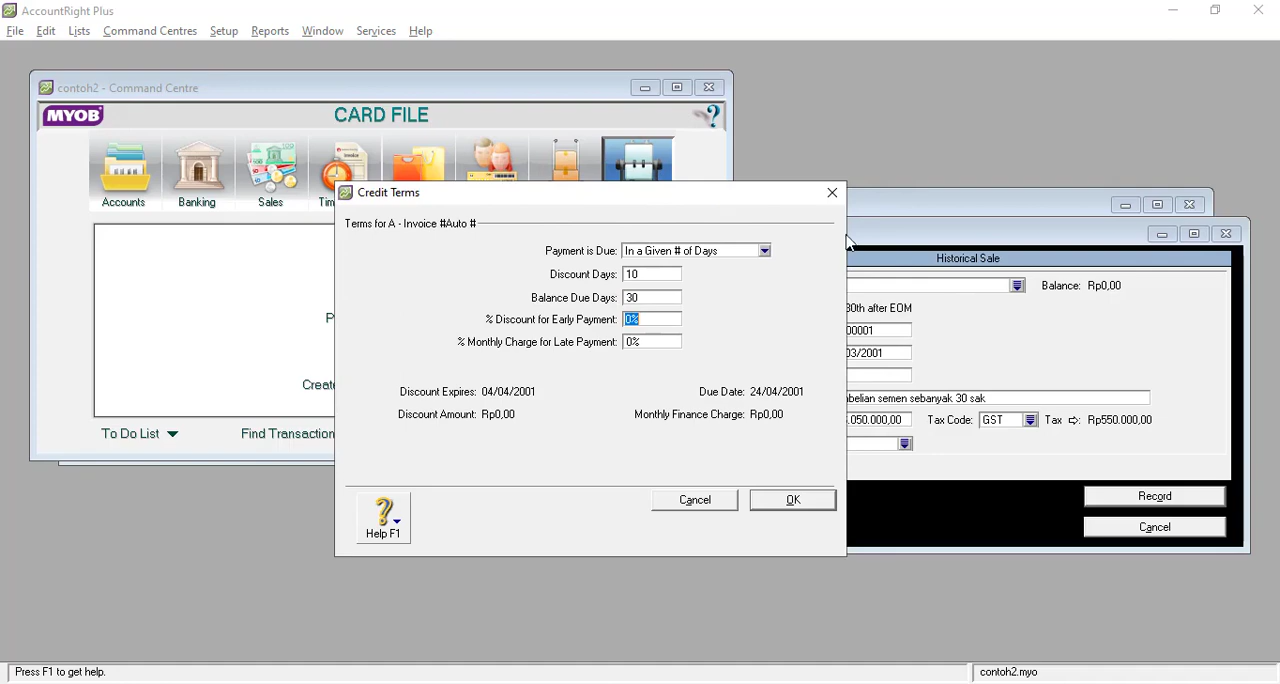 AccountRight Plus
File Edit Lists Command Centres Setup Reports Window Services Help
contoh2 - Command Centre
MYOB
CARD FILE
Accounts Banking Sales
To Do List
Find Transaction
Credit Terms
Terms for A - Invoice #Auto #
Payment is Due: In a Given # of Days
Discount Days: 10
Balance Due Days: 30
% Discount for Early Payment: 0%
% Monthly Charge for Late Payment: 0%
Discount Expires: 04/04/2001
Due Date: 24/04/2001
Discount Amount: Rp0,00
Monthly Finance Charge: Rp0,00
Help F1
Cancel
OK
Historical Sale
Balance: Rp0,00
30th after EOM
00001
03/2001
belian semen sebanyak 30 sak
.050.000,00 Tax Code: GST Tax ⇨: Rp550.000,00
Record
Cancel
Press F1 to get help.
contoh2.myo